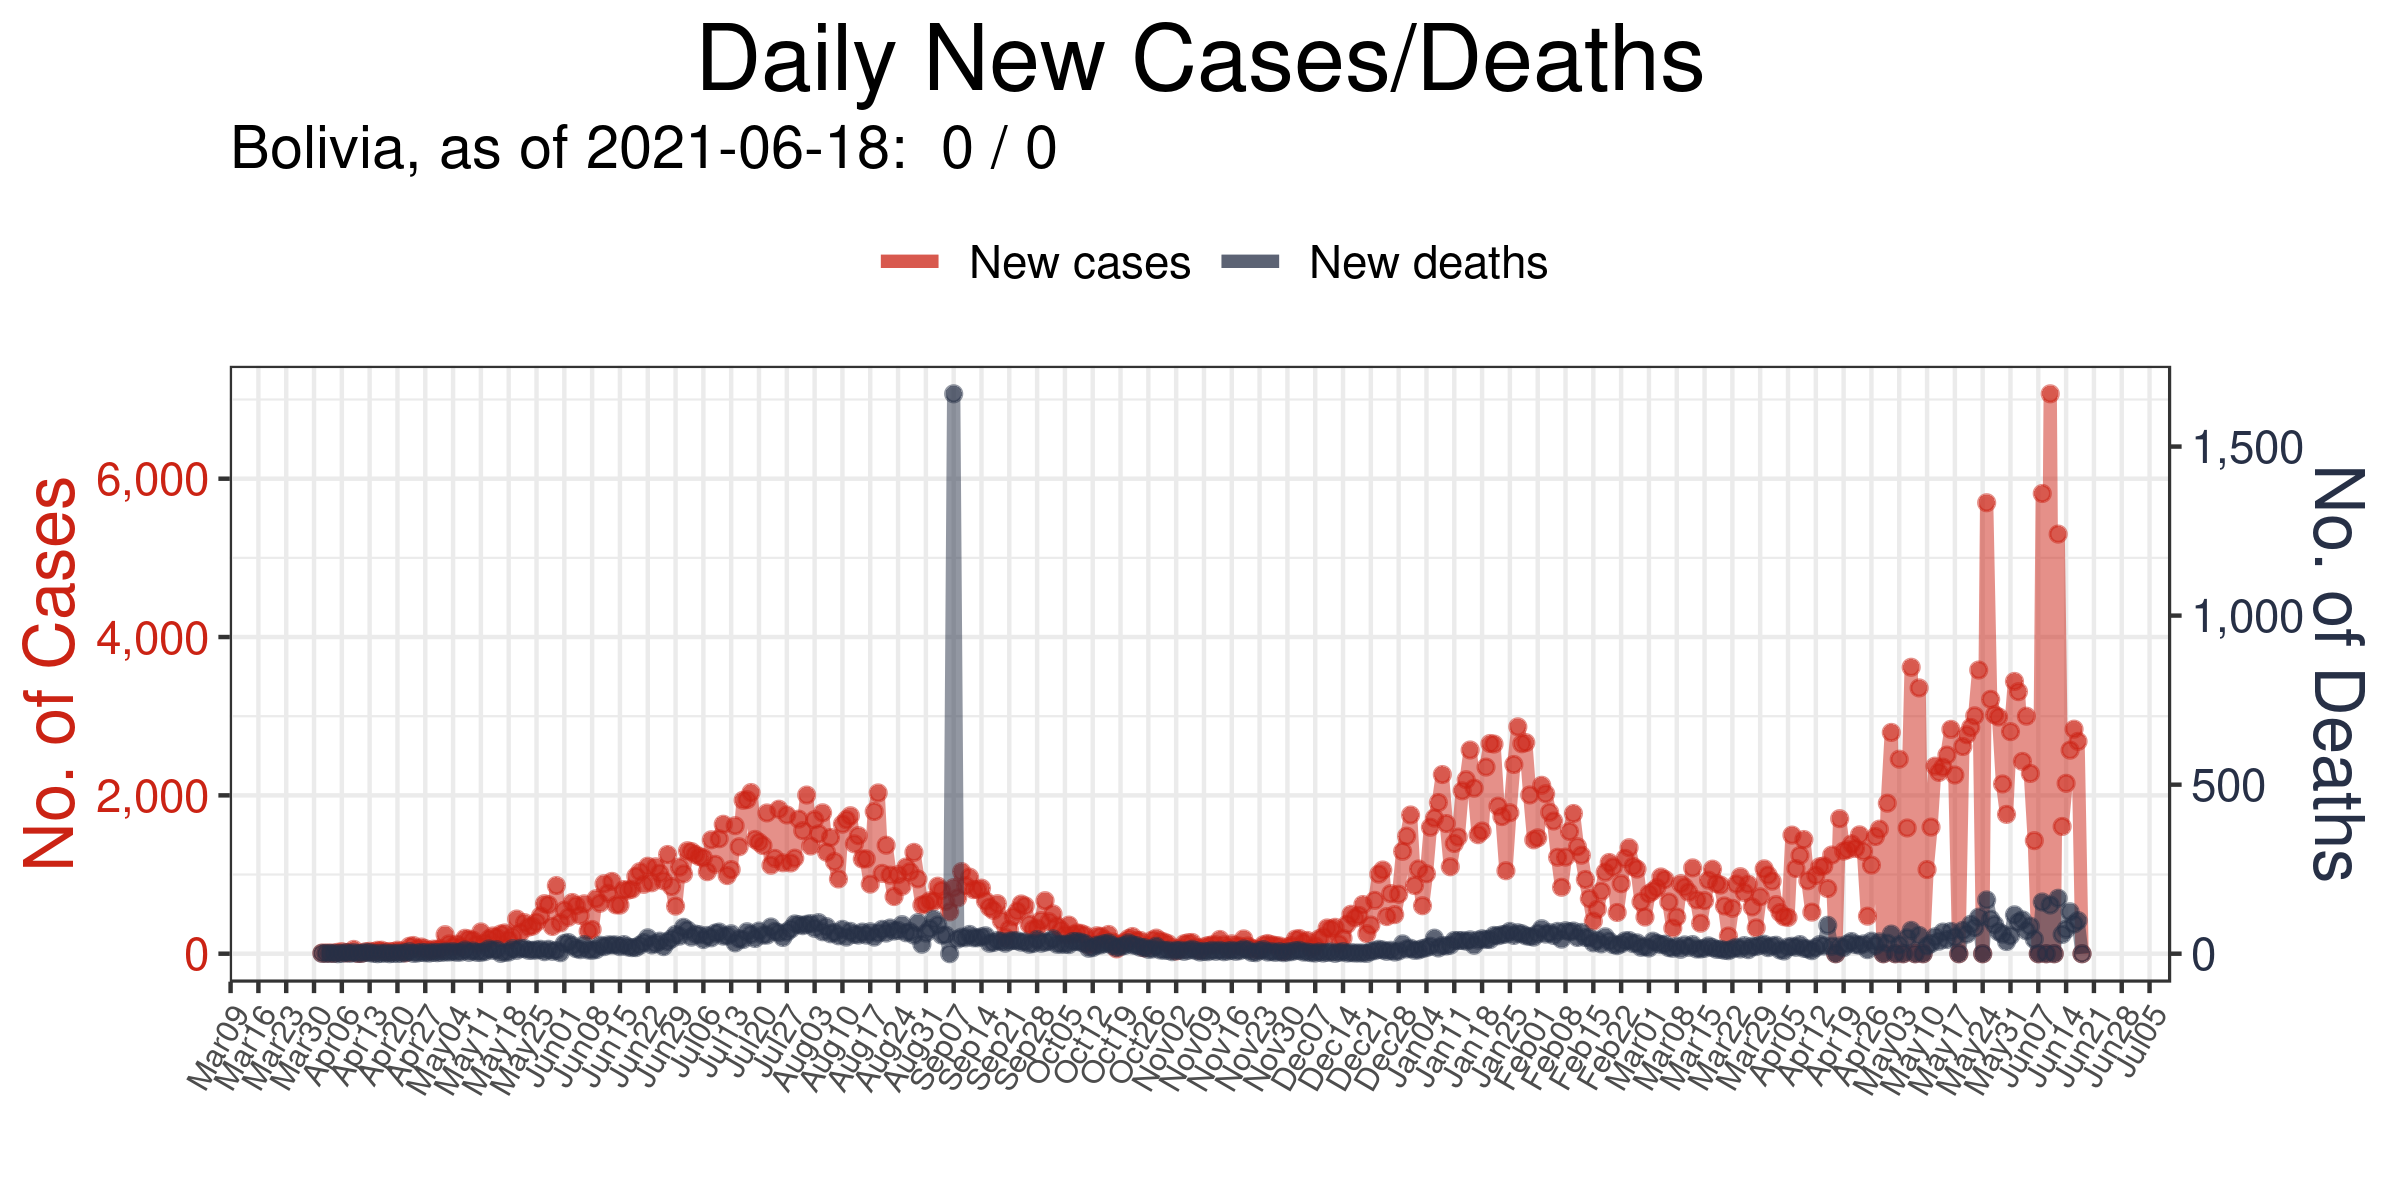 Daily New Cases/Deaths
Bolivia, as of 2021-06-18:  0 / 0
New cases
New deaths
No. of Cases
6,000
4,000
2,000
0
1,500
1,000
500
0
No. of Deaths
Mar09
Mar16
Mar23
Mar30
Apr06
Apr13
Apr20
Apr27
May04
May11
May18
May25
Jun01
Jun08
Jun15
Jun22
Jun29
Jul06
Jul13
Jul20
Jul27
Aug03
Aug10
Aug17
Aug24
Aug31
Sep07
Sep14
Sep21
Sep28
Oct05
Oct12
Oct19
Oct26
Nov02
Nov09
Nov16
Nov23
Nov30
Dec07
Dec14
Dec21
Dec28
Jan04
Jan11
Jan18
Jan25
Feb01
Feb08
Feb15
Feb22
Mar01
Mar08
Mar15
Mar22
Mar29
Apr05
Apr12
Apr19
Apr26
May03
May10
May17
May24
May31
Jun07
Jun14
Jun21
Jun28
Jul05